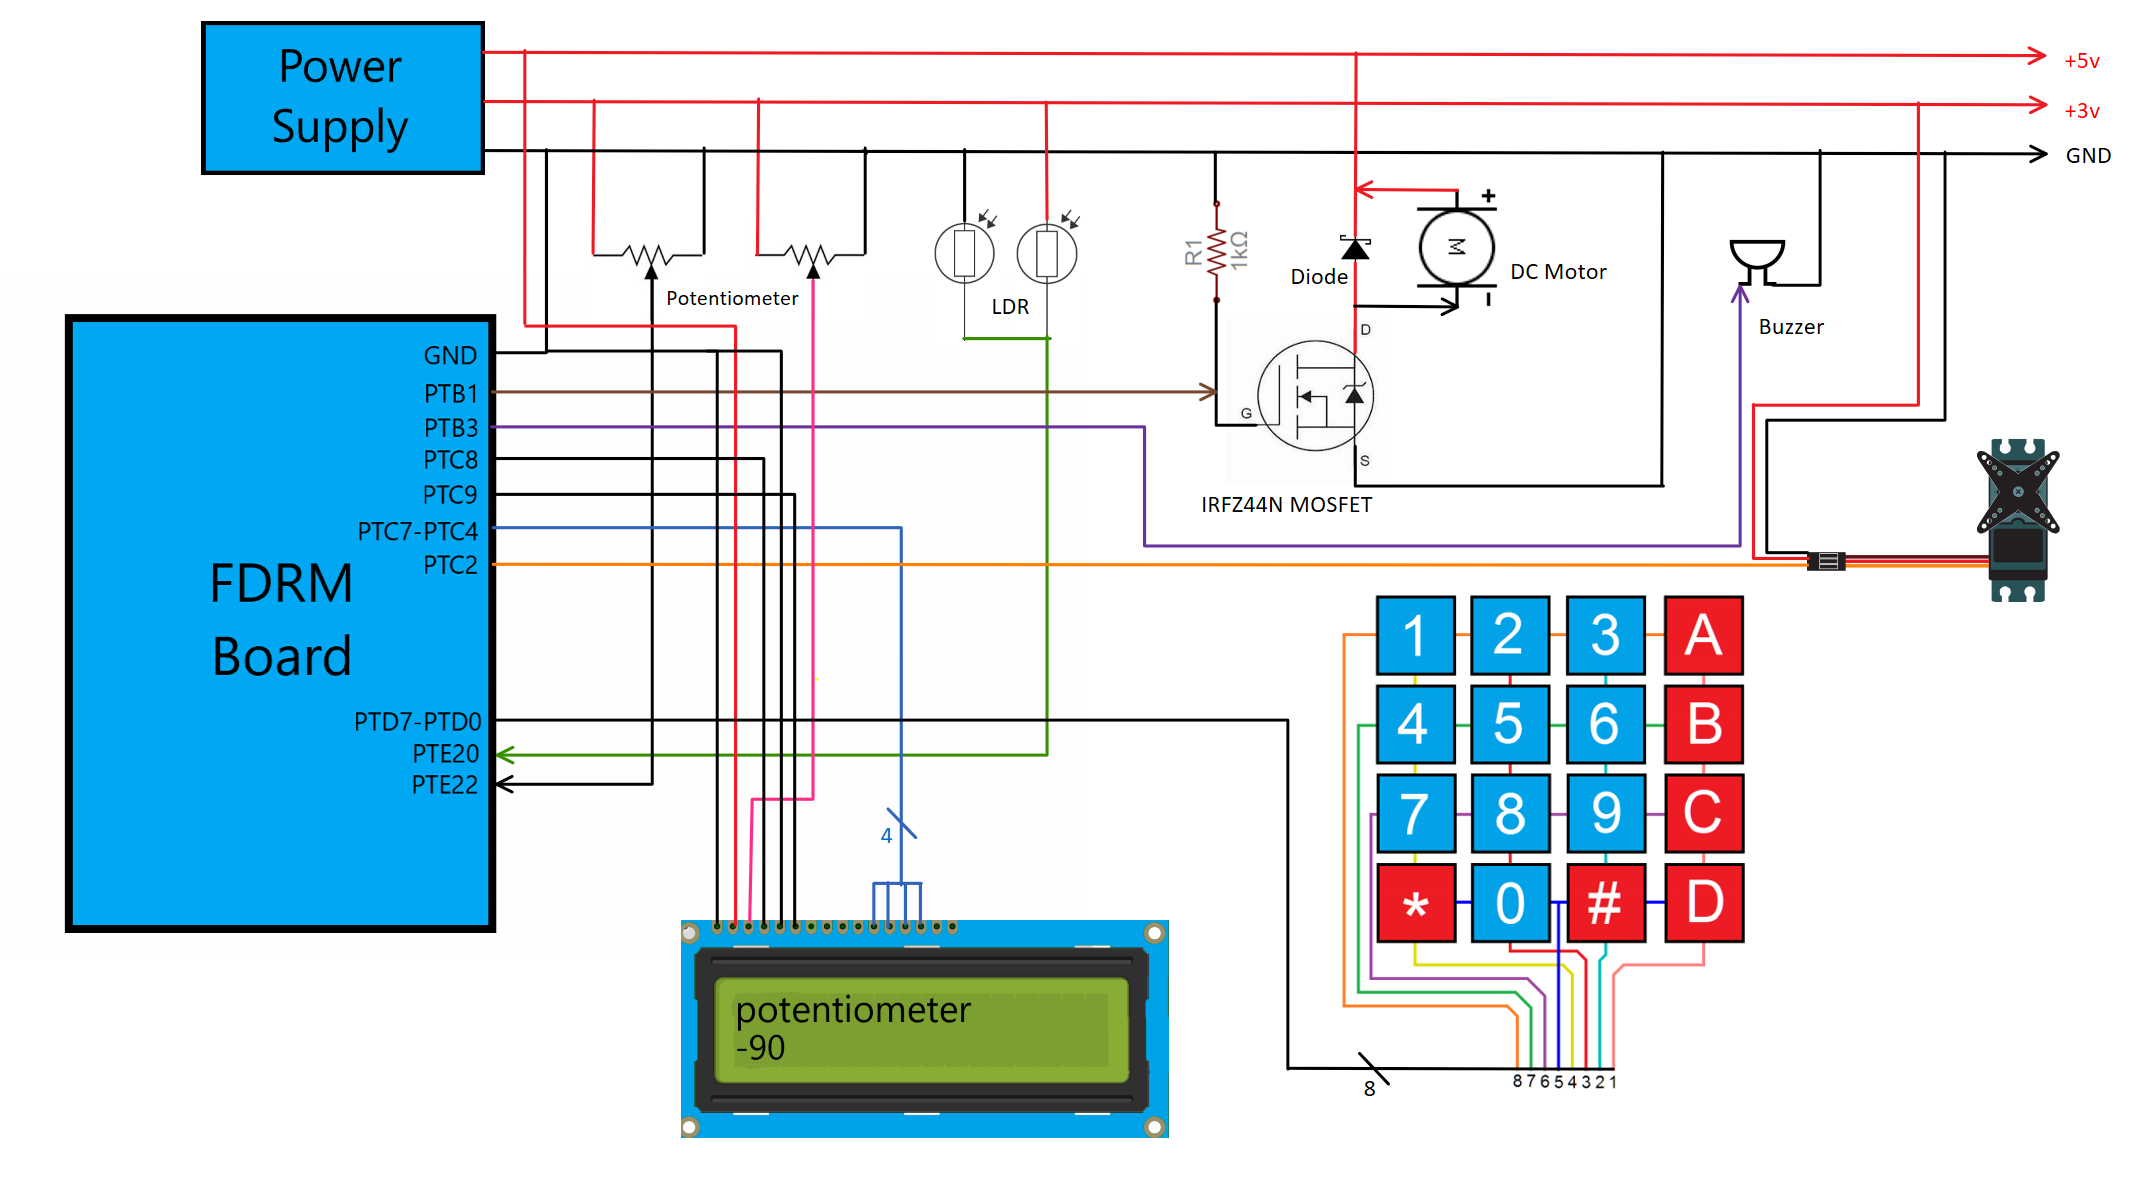 Power
Supply
+5v
+3v
GND
Potentiometer
LDR
R1
1kΩ
Diode
M
+
-
DC Motor
Buzzer
D
G
S
IRFZ44N MOSFET
GND
PTB1
PTB3
PTC8
PTC9
PTC7-PTC4
PTC2
FDRM
Board
PTD7-PTD0
PTE20
PTE22
4
potentiometer
-90
1 2 3 A
4 5 6 B
7 8 9 C
* 0 # D
8
8 7 6 5 4 3 2 1